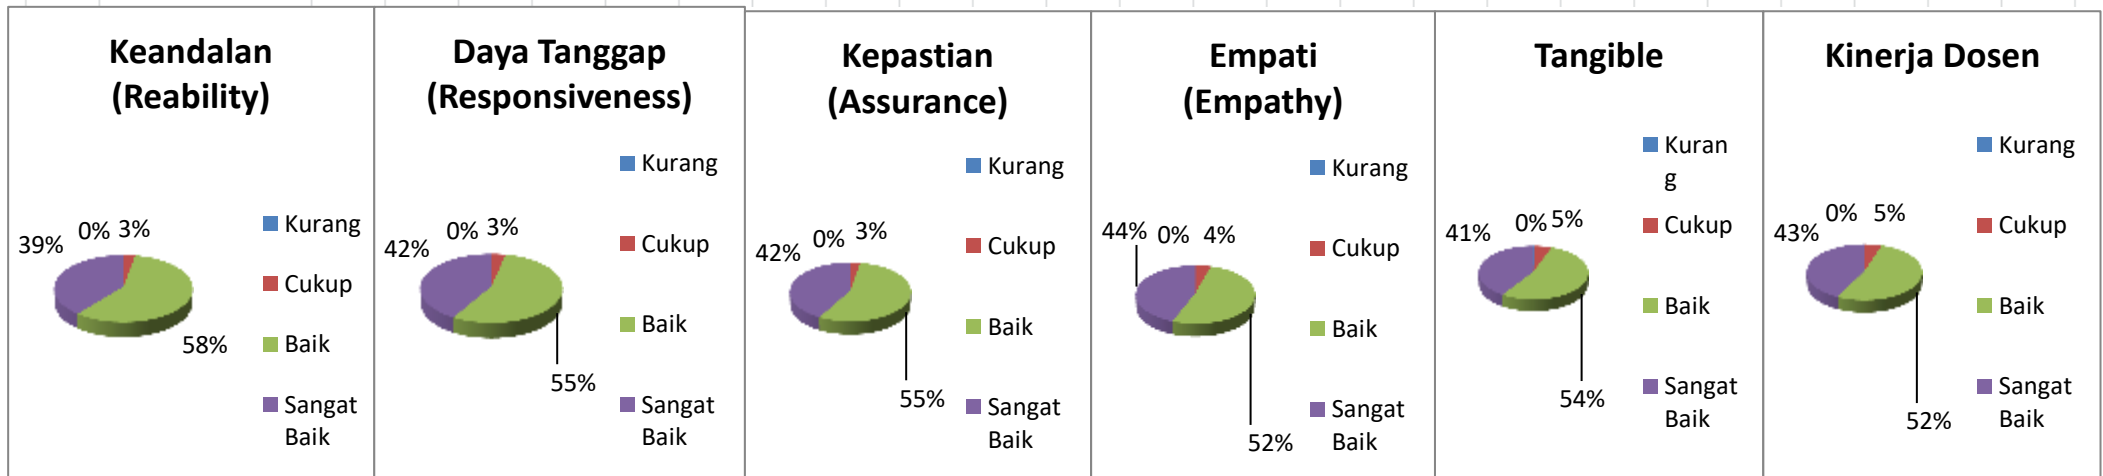 Keandalan
(Reability)
39%
0%
3%
58%
Kurang
Cukup
Baik
Sangat
Baik
Daya Tanggap
(Responsiveness)
42%
0%
3%
55%
Kurang
Cukup
Baik
Sangat
Baik
Kepastian
(Assurance)
42%
0%
3%
55%
Kurang
Cukup
Baik
Sangat
Baik
Empati
(Empathy)
44%
0%
4%
52%
Kurang
Cukup
Baik
Sangat
Baik
Tangible
41%
0%
5%
54%
Kuran
g
Cukup
Baik
Sangat
Baik
Kinerja Dosen
43%
0%
5%
52%
Kurang
Cukup
Baik
Sangat
Baik